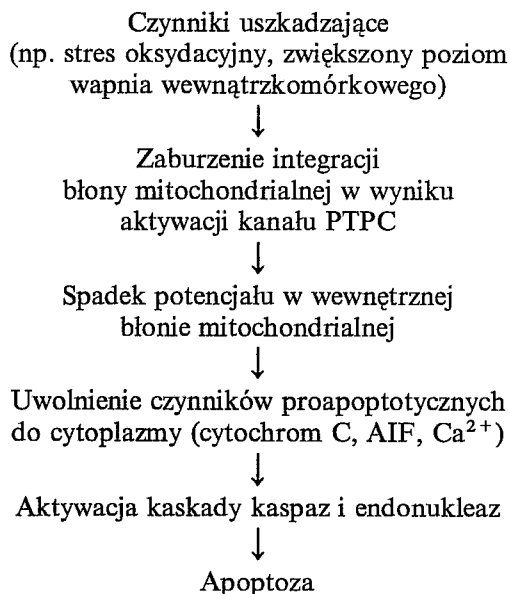 Czynniki uszkadzające
(np. stres oksydacyjny, zwiększony poziom
wapnia wewnątrzkomórkowego)
↓
Zaburzenie integracji
błony mitochondrialnej w wyniku
aktywacji kanału PTPC
↓
Spadek potencjału w wewnętrznej
błonie mitochondrialnej
↓
Uwolnienie czynników proapoptotycznych
do cytoplazmy (cytochrom C, AIF, Ca²⁺)
↓
Aktywacja kaskady kaspaz i endonukleaz
↓
Apoptoza